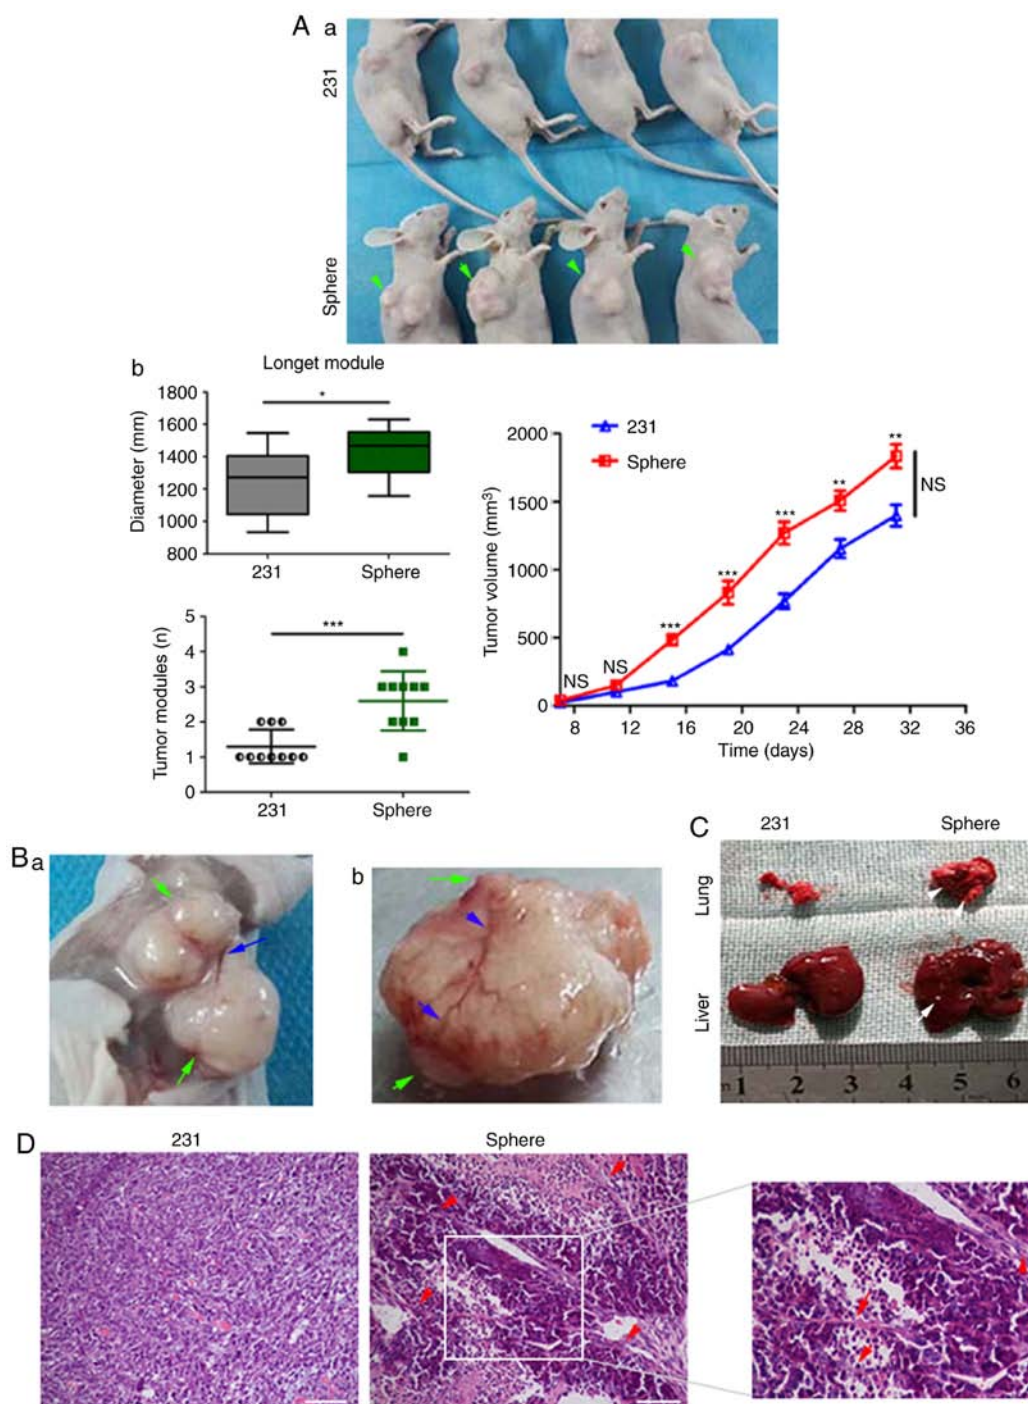 A a
231
Sphere
b
Longet module
Diameter (mm)
1800
1600
1400
1200
1000
800
*
231
Sphere
Tumor modules (n)
5
4
3
2
1
0
***
231
Sphere
231
Sphere
Tumor volume (mm³)
2000
1500
1000
500
0
NS
NS
***
***
***
**
**
NS
8
12
16
20
24
28
32
36
Time (days)
B a
b
C
231
Sphere
Lung
Liver
1 2 3 4 5 6
D
231
Sphere